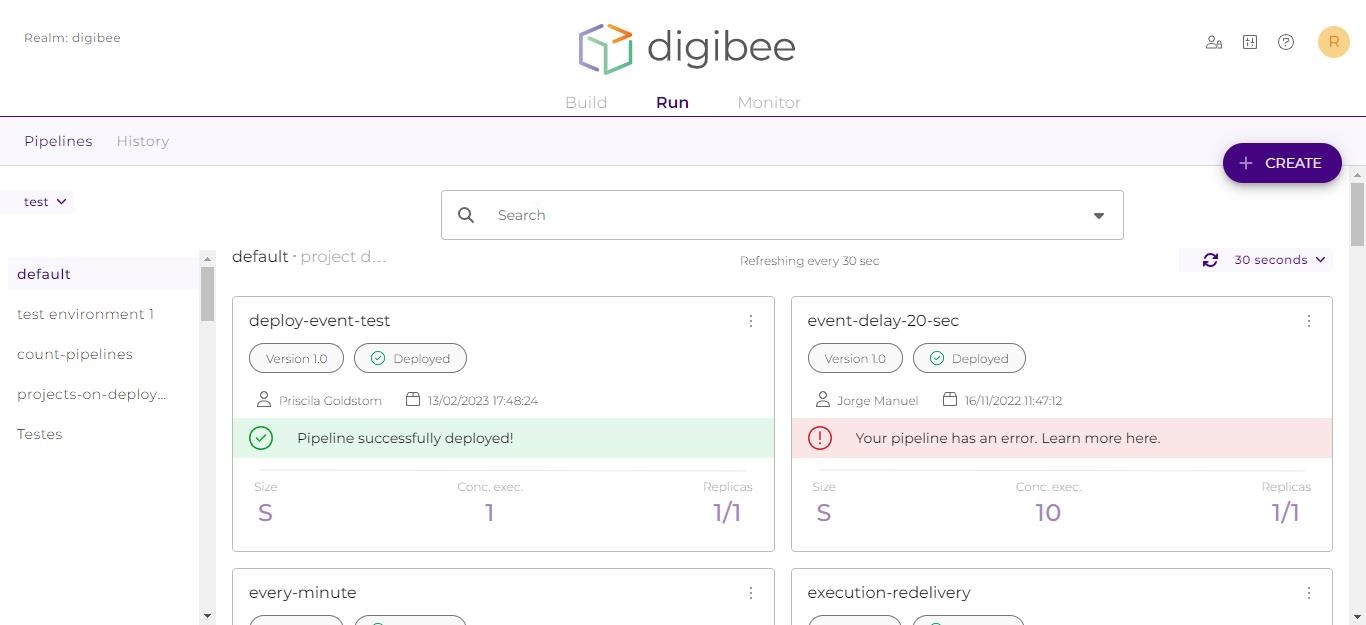 Realm: digibee
digibee
R
Build Run Monitor
Pipelines History
CREATE
test
Search
default
test environment 1
count-pipelines
projects-on-deploy...
Testes
default · project d...
Refreshing every 30 sec
30 seconds
deploy-event-test
Version 1.0 Deployed
Priscila Goldstom 13/02/2023 17:48:24
Pipeline successfully deployed!
Size Conc. exec. Replicas
S 1 1/1
event-delay-20-sec
Version 1.0 Deployed
Jorge Manuel 16/11/2022 11:47:12
Your pipeline has an error. Learn more here.
Size Conc. exec. Replicas
S 10 1/1
every-minute
execution-redelivery